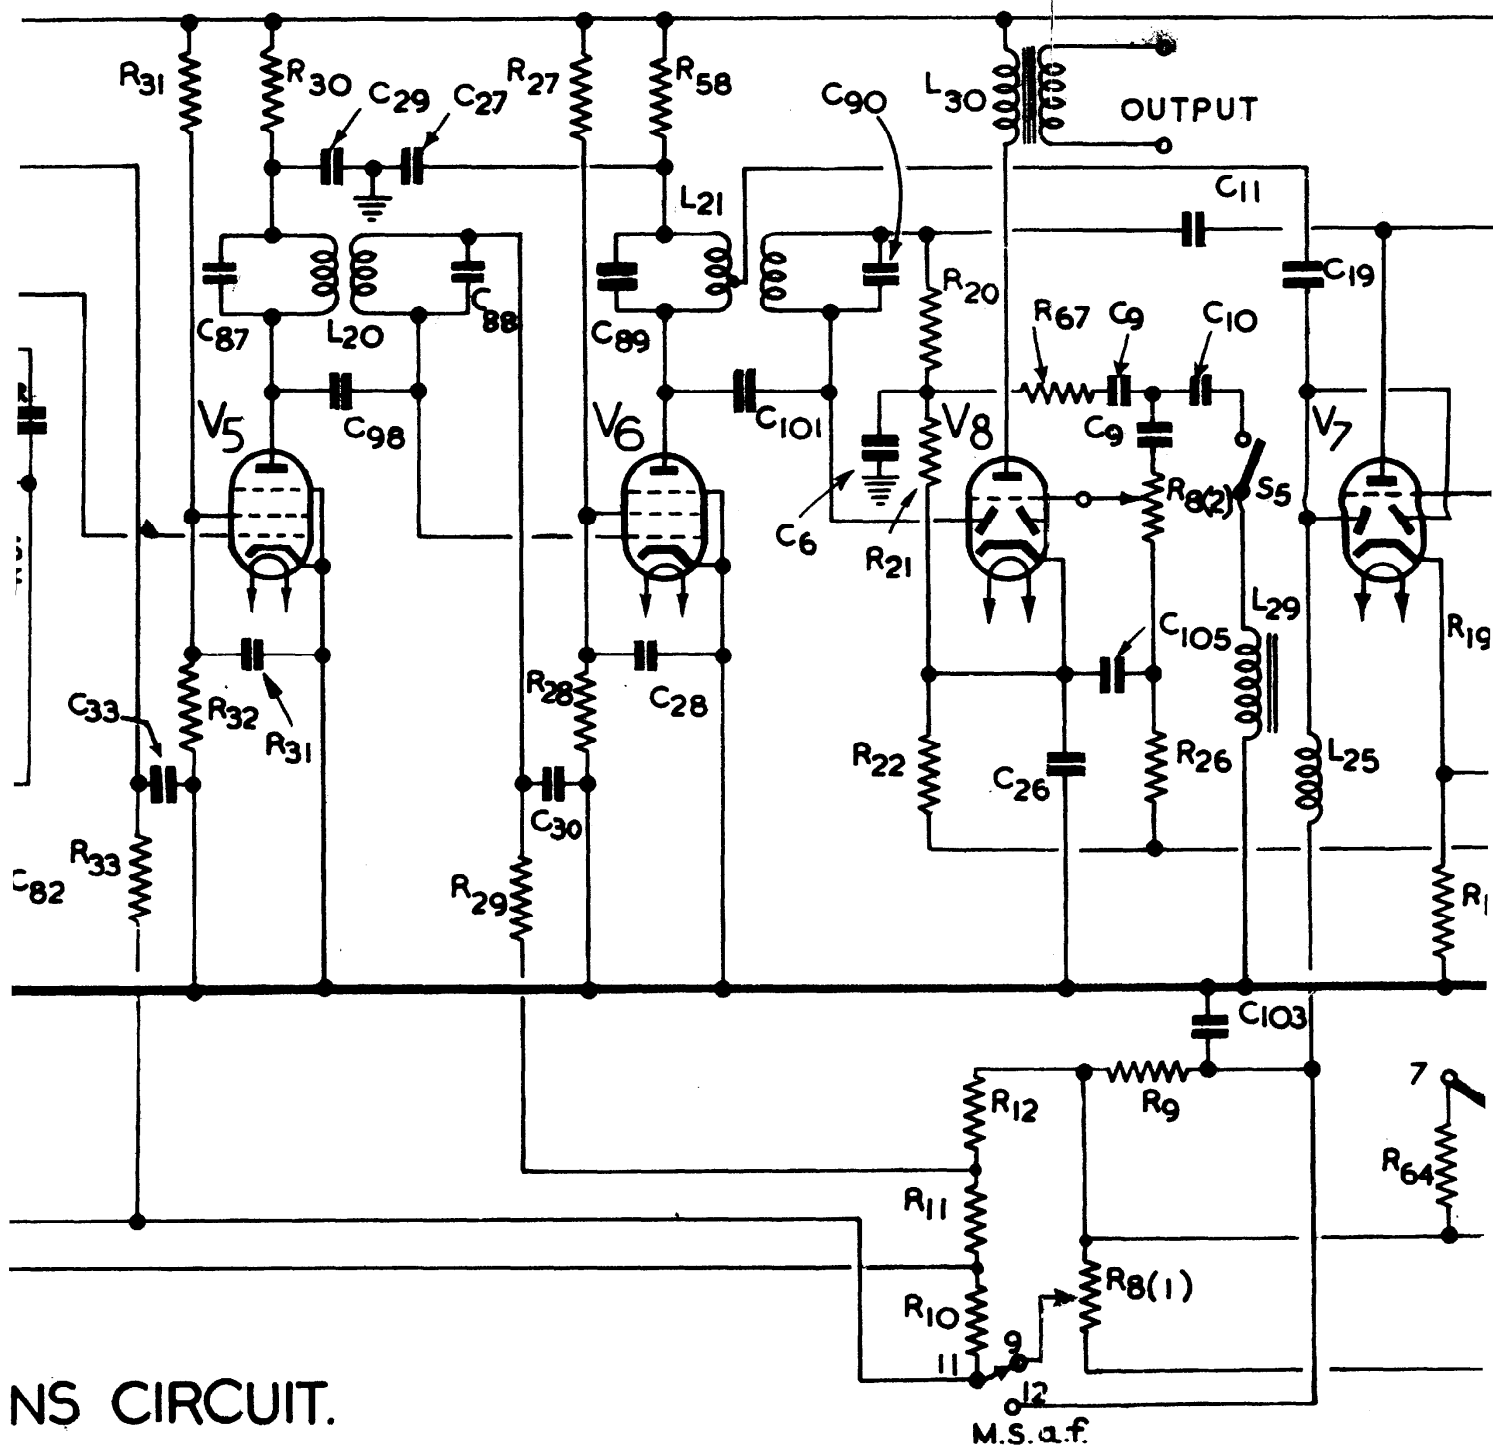 R31
R30
C29
C27
R27
R58
C90
L30
OUTPUT
C11
L21
C19
R20
C87
L20
C88
C89
R67
C9
C10
V5
C98
V6
C101
V8
C9
V7
R8(2)
S5
C6
R21
L29
C105
R19
C33
R32
R31
R28
C28
R22
C26
R26
L25
C30
R33
C82
R29
C103
R12
R9
7
R64
R11
R8(1)
R10
9
11
12
NS CIRCUIT.
M.S. a.f.